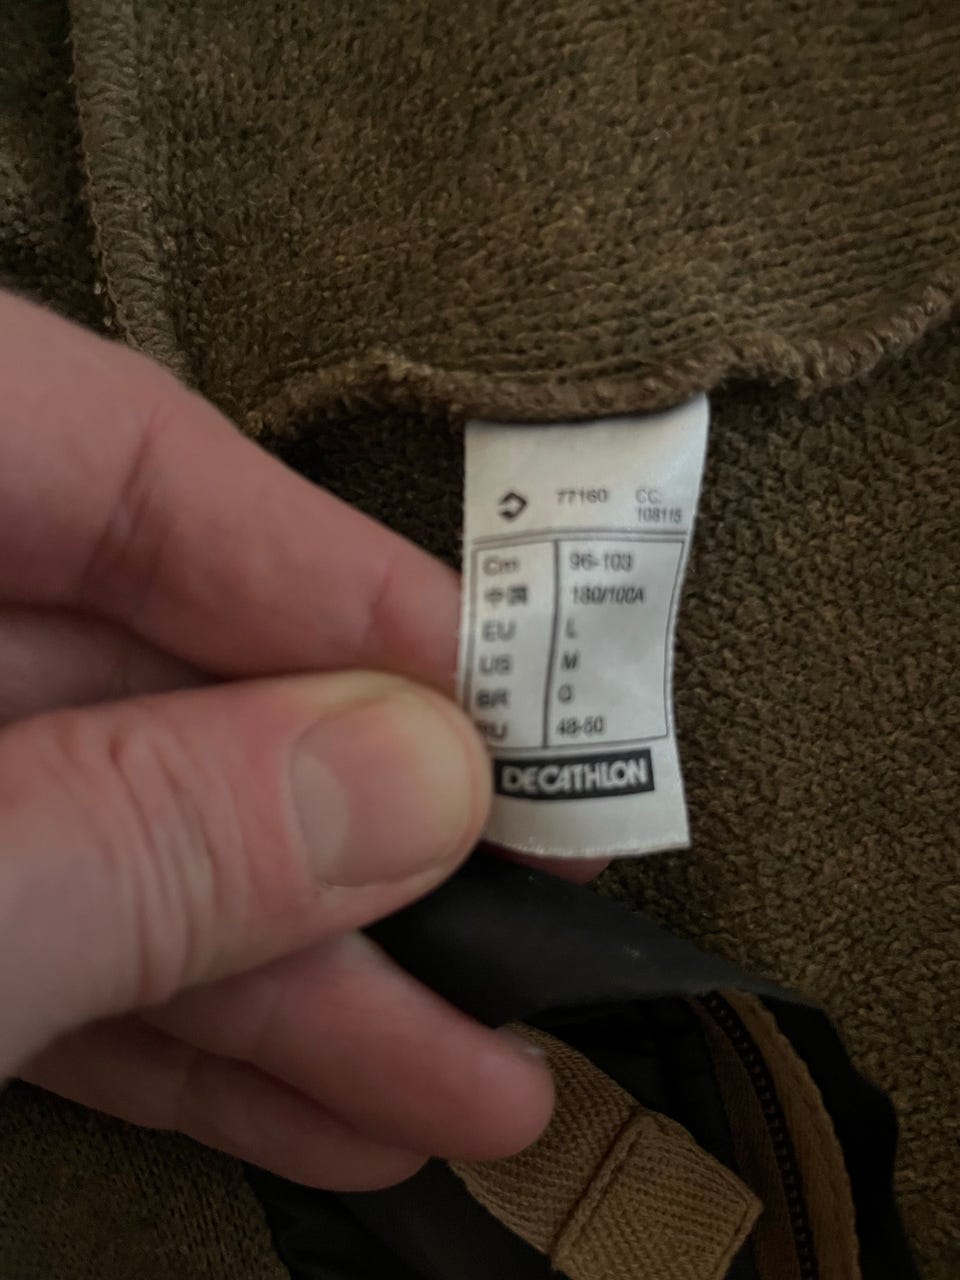 77160 CC:
108115
Cm 96-103
中国 180/100A
EU L
US M
BR G
RU 48-50
DECATHLON